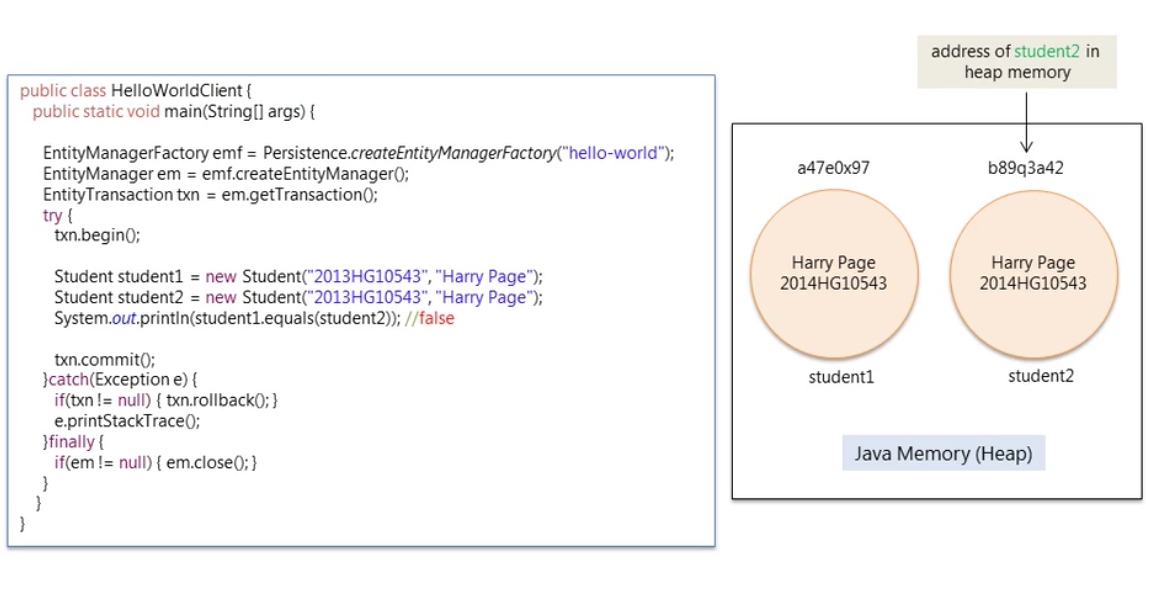 public class HelloWorldClient {
public static void main(String[] args) {
EntityManagerFactory emf = Persistence.createEntityManagerFactory("hello-world");
EntityManager em = emf.createEntityManager();
EntityTransaction txn = em.getTransaction();
try {
txn.begin();
Student student1 = new Student("2013HG10543", "Harry Page");
Student student2 = new Student("2013HG10543", "Harry Page");
System.out.println(student1.equals(student2)); //false
txn.commit();
}catch(Exception e) {
if(txn != null) { txn.rollback(); }
e.printStackTrace();
}finally {
if(em != null) { em.close(); }
}
}
}
address of student2 in
heap memory
a47e0x97
b89q3a42
Harry Page
2014HG10543
Harry Page
2014HG10543
student1
student2
Java Memory (Heap)